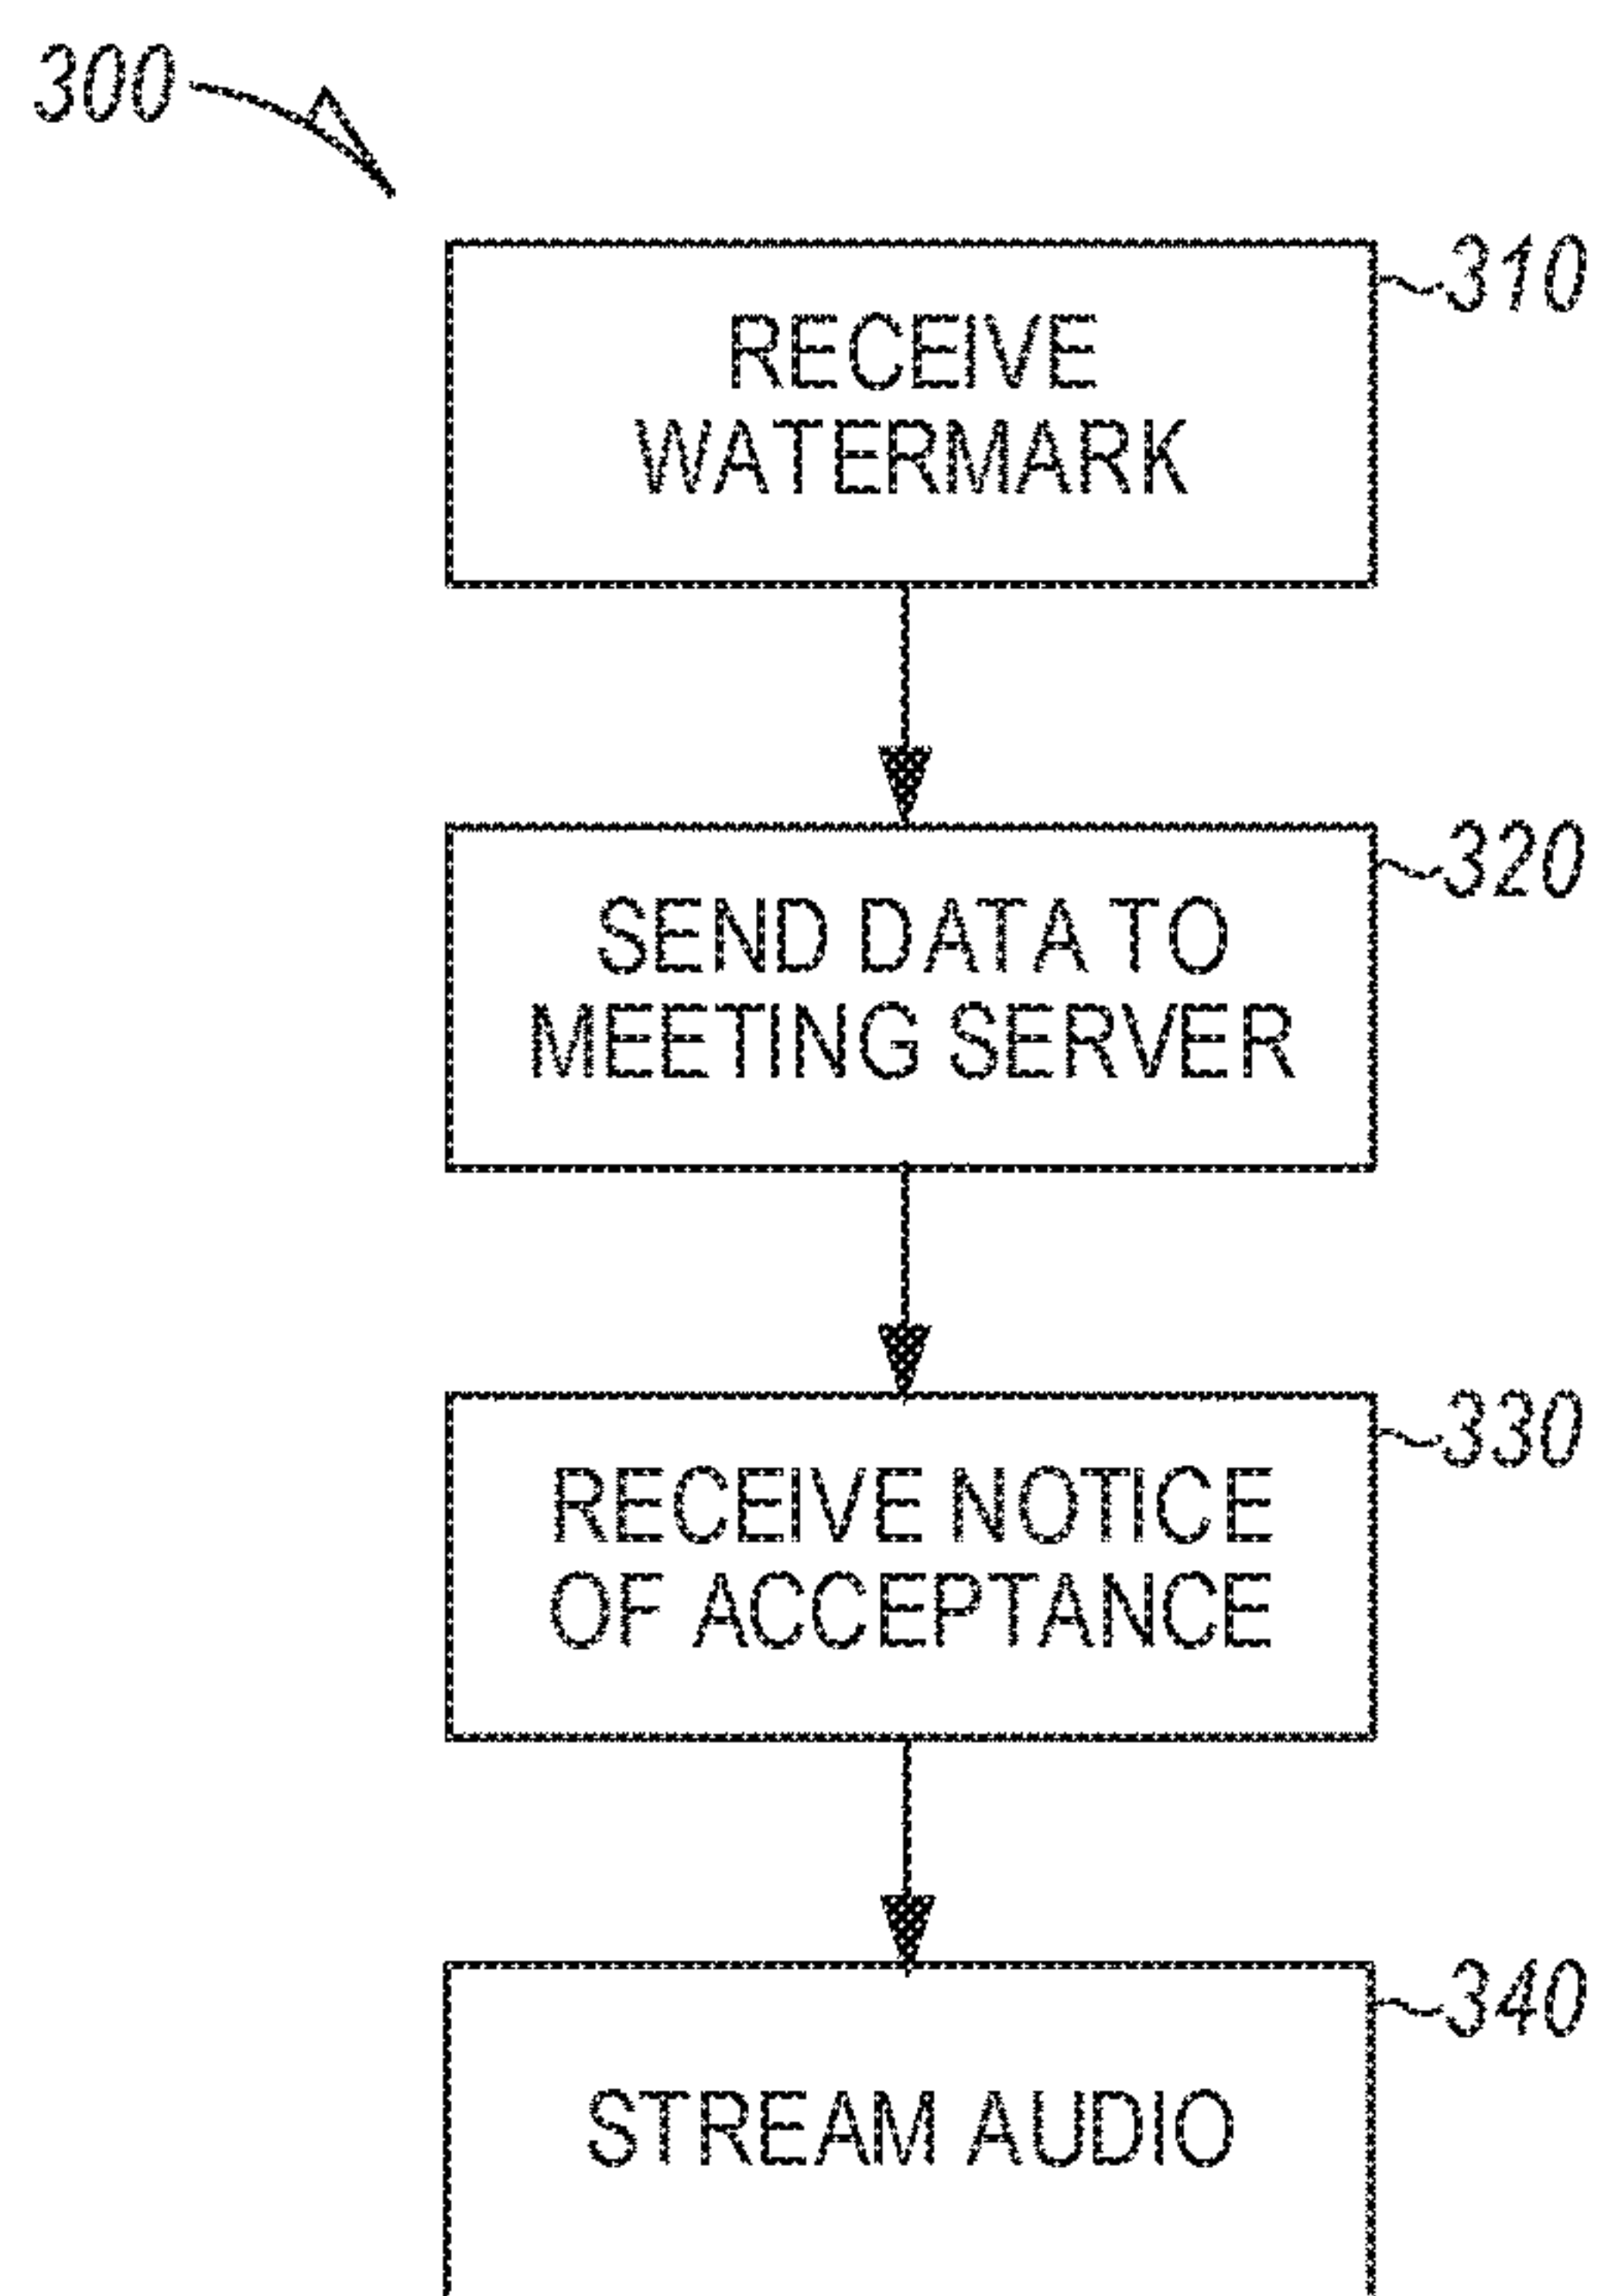 300
310
RECEIVE
WATERMARK
320
SEND DATA TO
MEETING SERVER
330
RECEIVE NOTICE
OF ACCEPTANCE
340
STREAM AUDIO